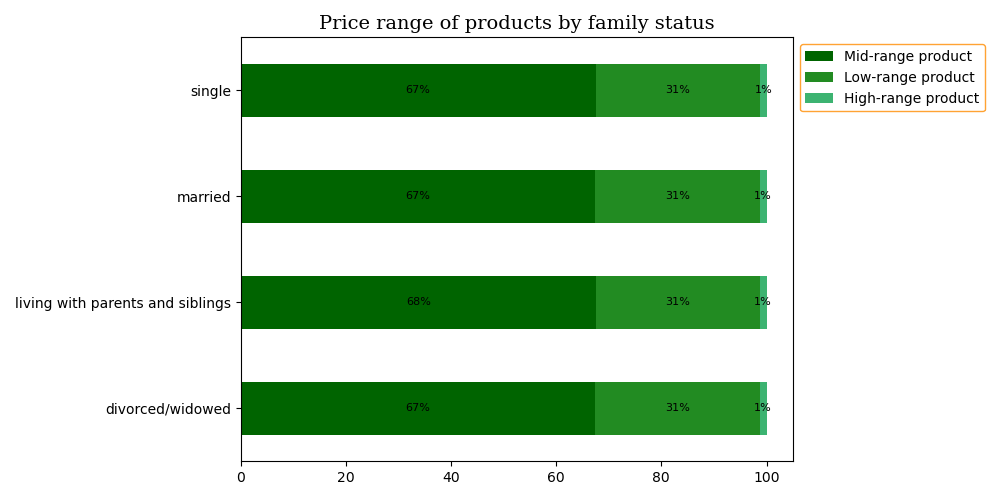 Price range of products by family status
Mid-range product
Low-range product
High-range product
single
67% 31% 1%
married
67% 31% 1%
living with parents and siblings
68% 31% 1%
divorced/widowed
67% 31% 1%
0 20 40 60 80 100